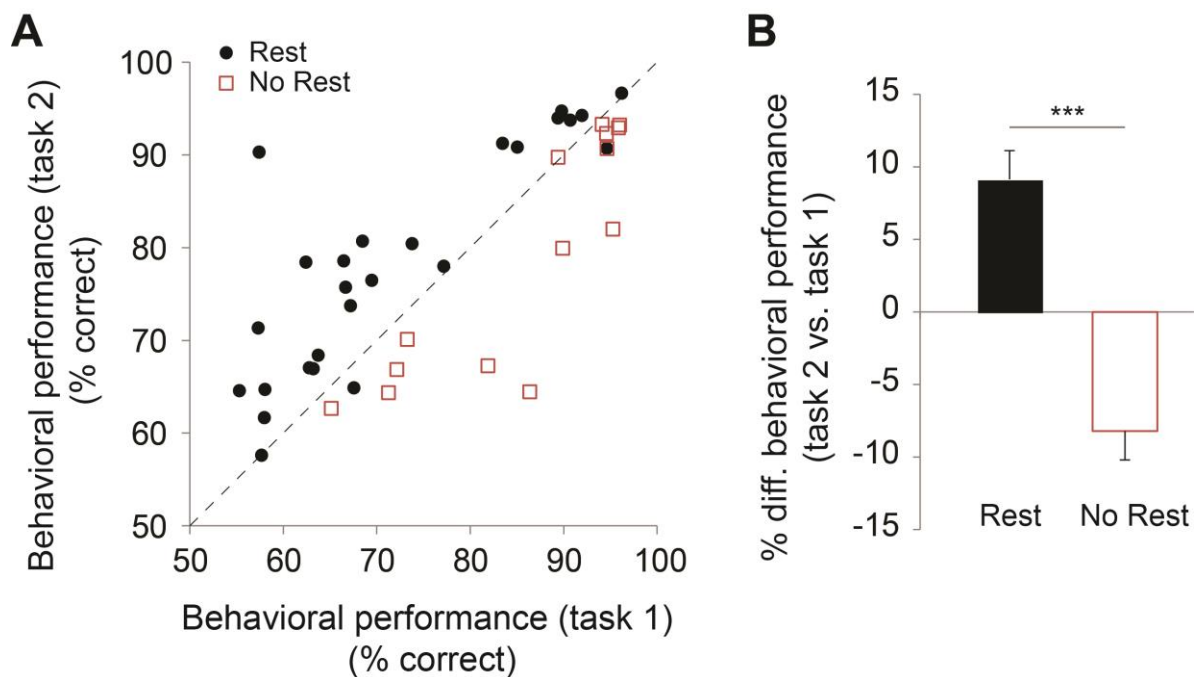 A
Rest
No Rest
Behavioral performance (task 2)
(% correct)
100
90
80
70
60
50
50 60 70 80 90 100
Behavioral performance (task 1)
(% correct)
B
% diff. behavioral performance
(task 2 vs. task 1)
15
10
5
0
-5
-10
-15
***
Rest No Rest